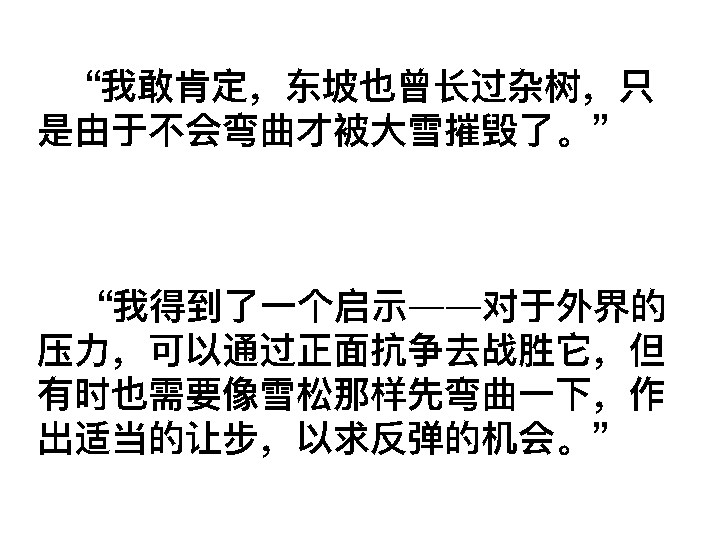 “我敢肯定，东坡也曾长过杂树，只
是由于不会弯曲才被大雪摧毁了。”
“我得到了一个启示——对于外界的
压力，可以通过正面抗争去战胜它，但
有时也需要像雪松那样先弯曲一下，作
出适当的让步，以求反弹的机会。”